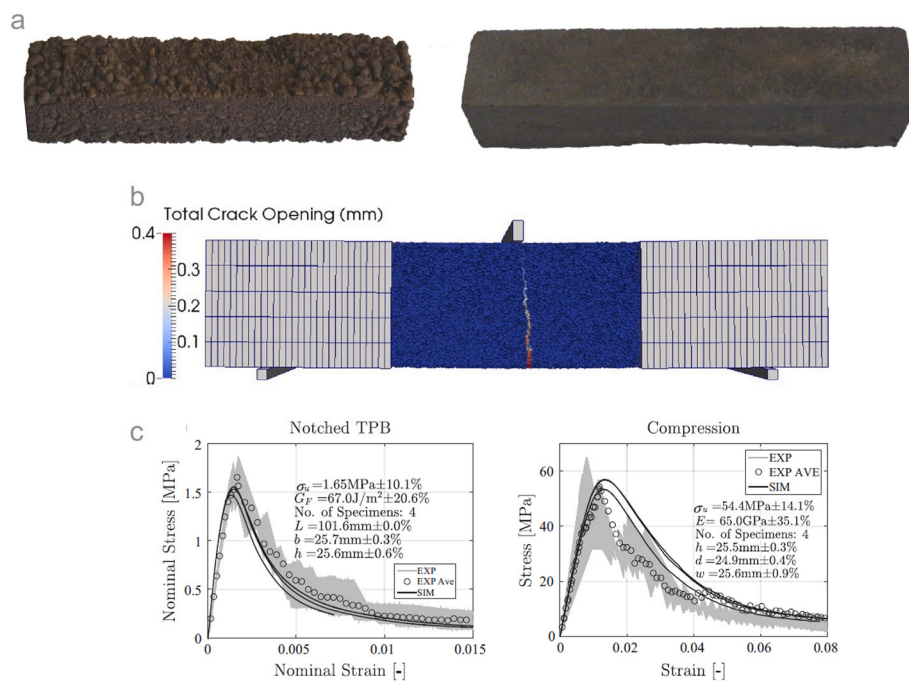 a
b
Total Crack Opening (mm)
0.4
0.3
0.2
0.1
0
c
Notched TPB
Nominal Stress [MPa]
2
1.5
1
0.5
0
σu =1.65MPa±10.1%
GF =67.0J/m²±20.6%
No. of Specimens: 4
L =101.6mm±0.0%
b =25.7mm±0.3%
h =25.6mm±0.6%
EXP
EXP Ave
SIM
0 0.005 0.01 0.015
Nominal Strain [-]
Compression
Stress [MPa]
60
40
20
0
EXP
EXP AVE
SIM
σu =54.4MPa±14.1%
E =65.0GPa±35.1%
No. of Specimens: 4
h =25.5mm±0.3%
d =24.9mm±0.4%
w =25.6mm±0.9%
0 0.02 0.04 0.06 0.08
Strain [-]